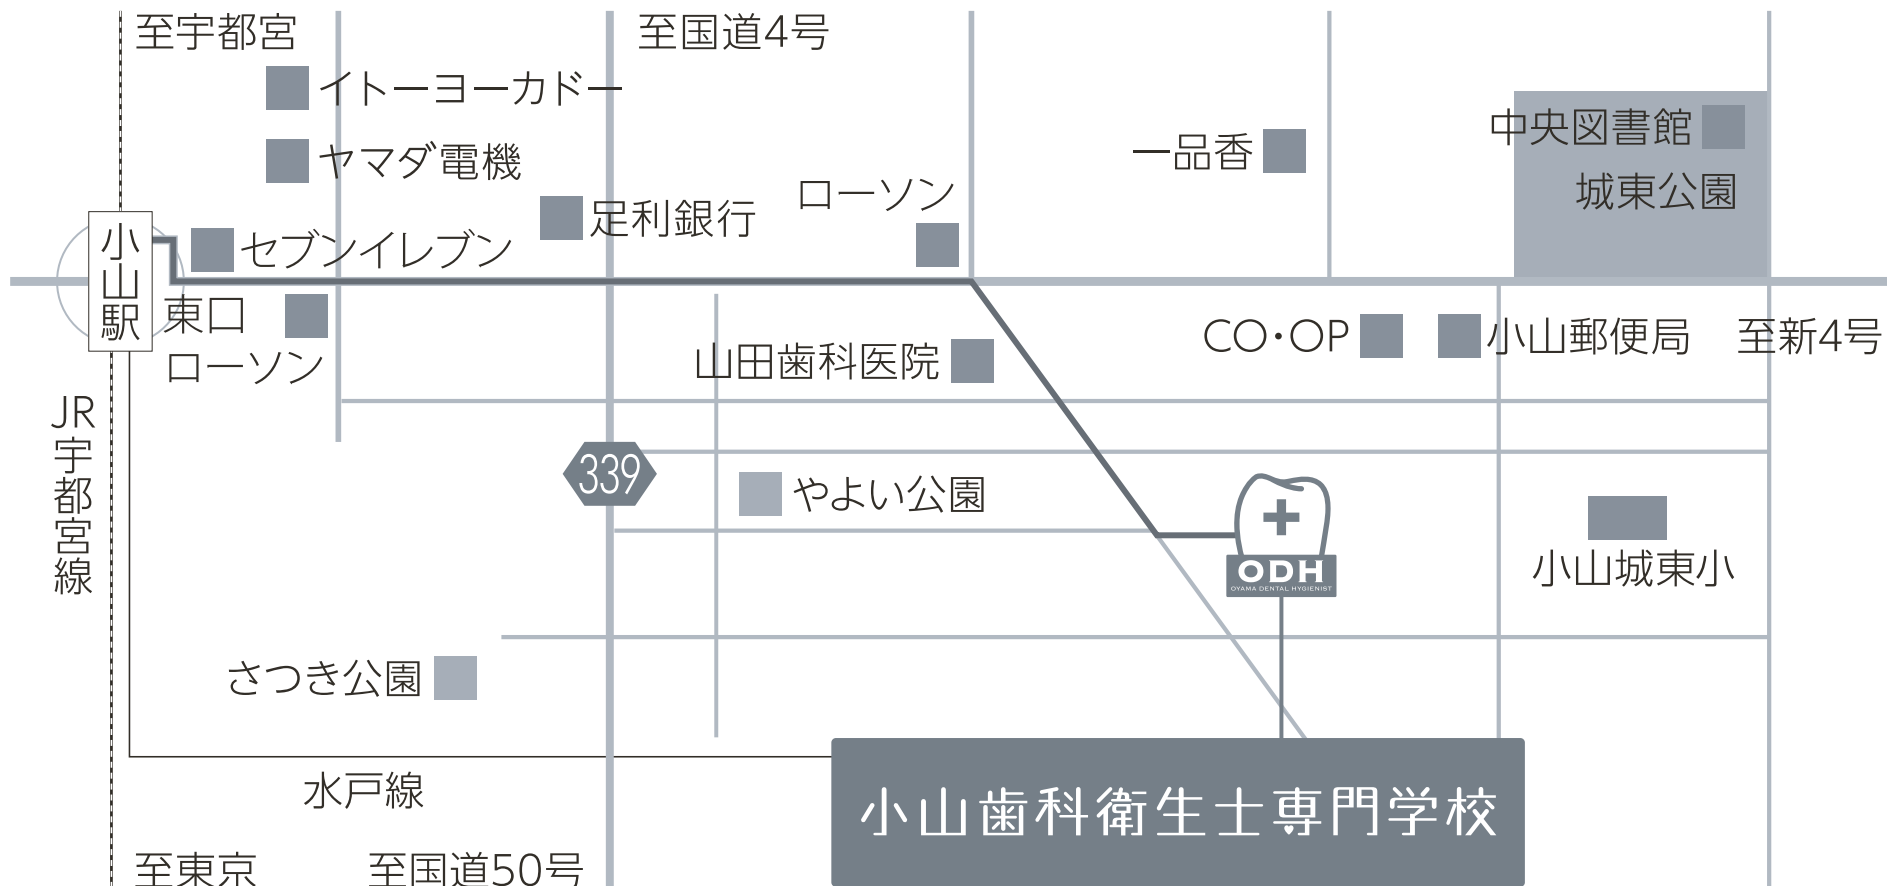 至宇都宮
至国道4号
イトーヨーカドー
ヤマダ電機
足利銀行
ローソン
一品香
中央図書館
城東公園
小山駅
セブンイレブン
東口
ローソン
山田歯科医院
CO・OP
小山郵便局
至新4号
JR宇都宮線
339
やよい公園
ODH
OYAMA DENTAL HYGIENIST
小山城東小
さつき公園
水戸線
小山歯科衛生士専門学校
至東京
至国道50号